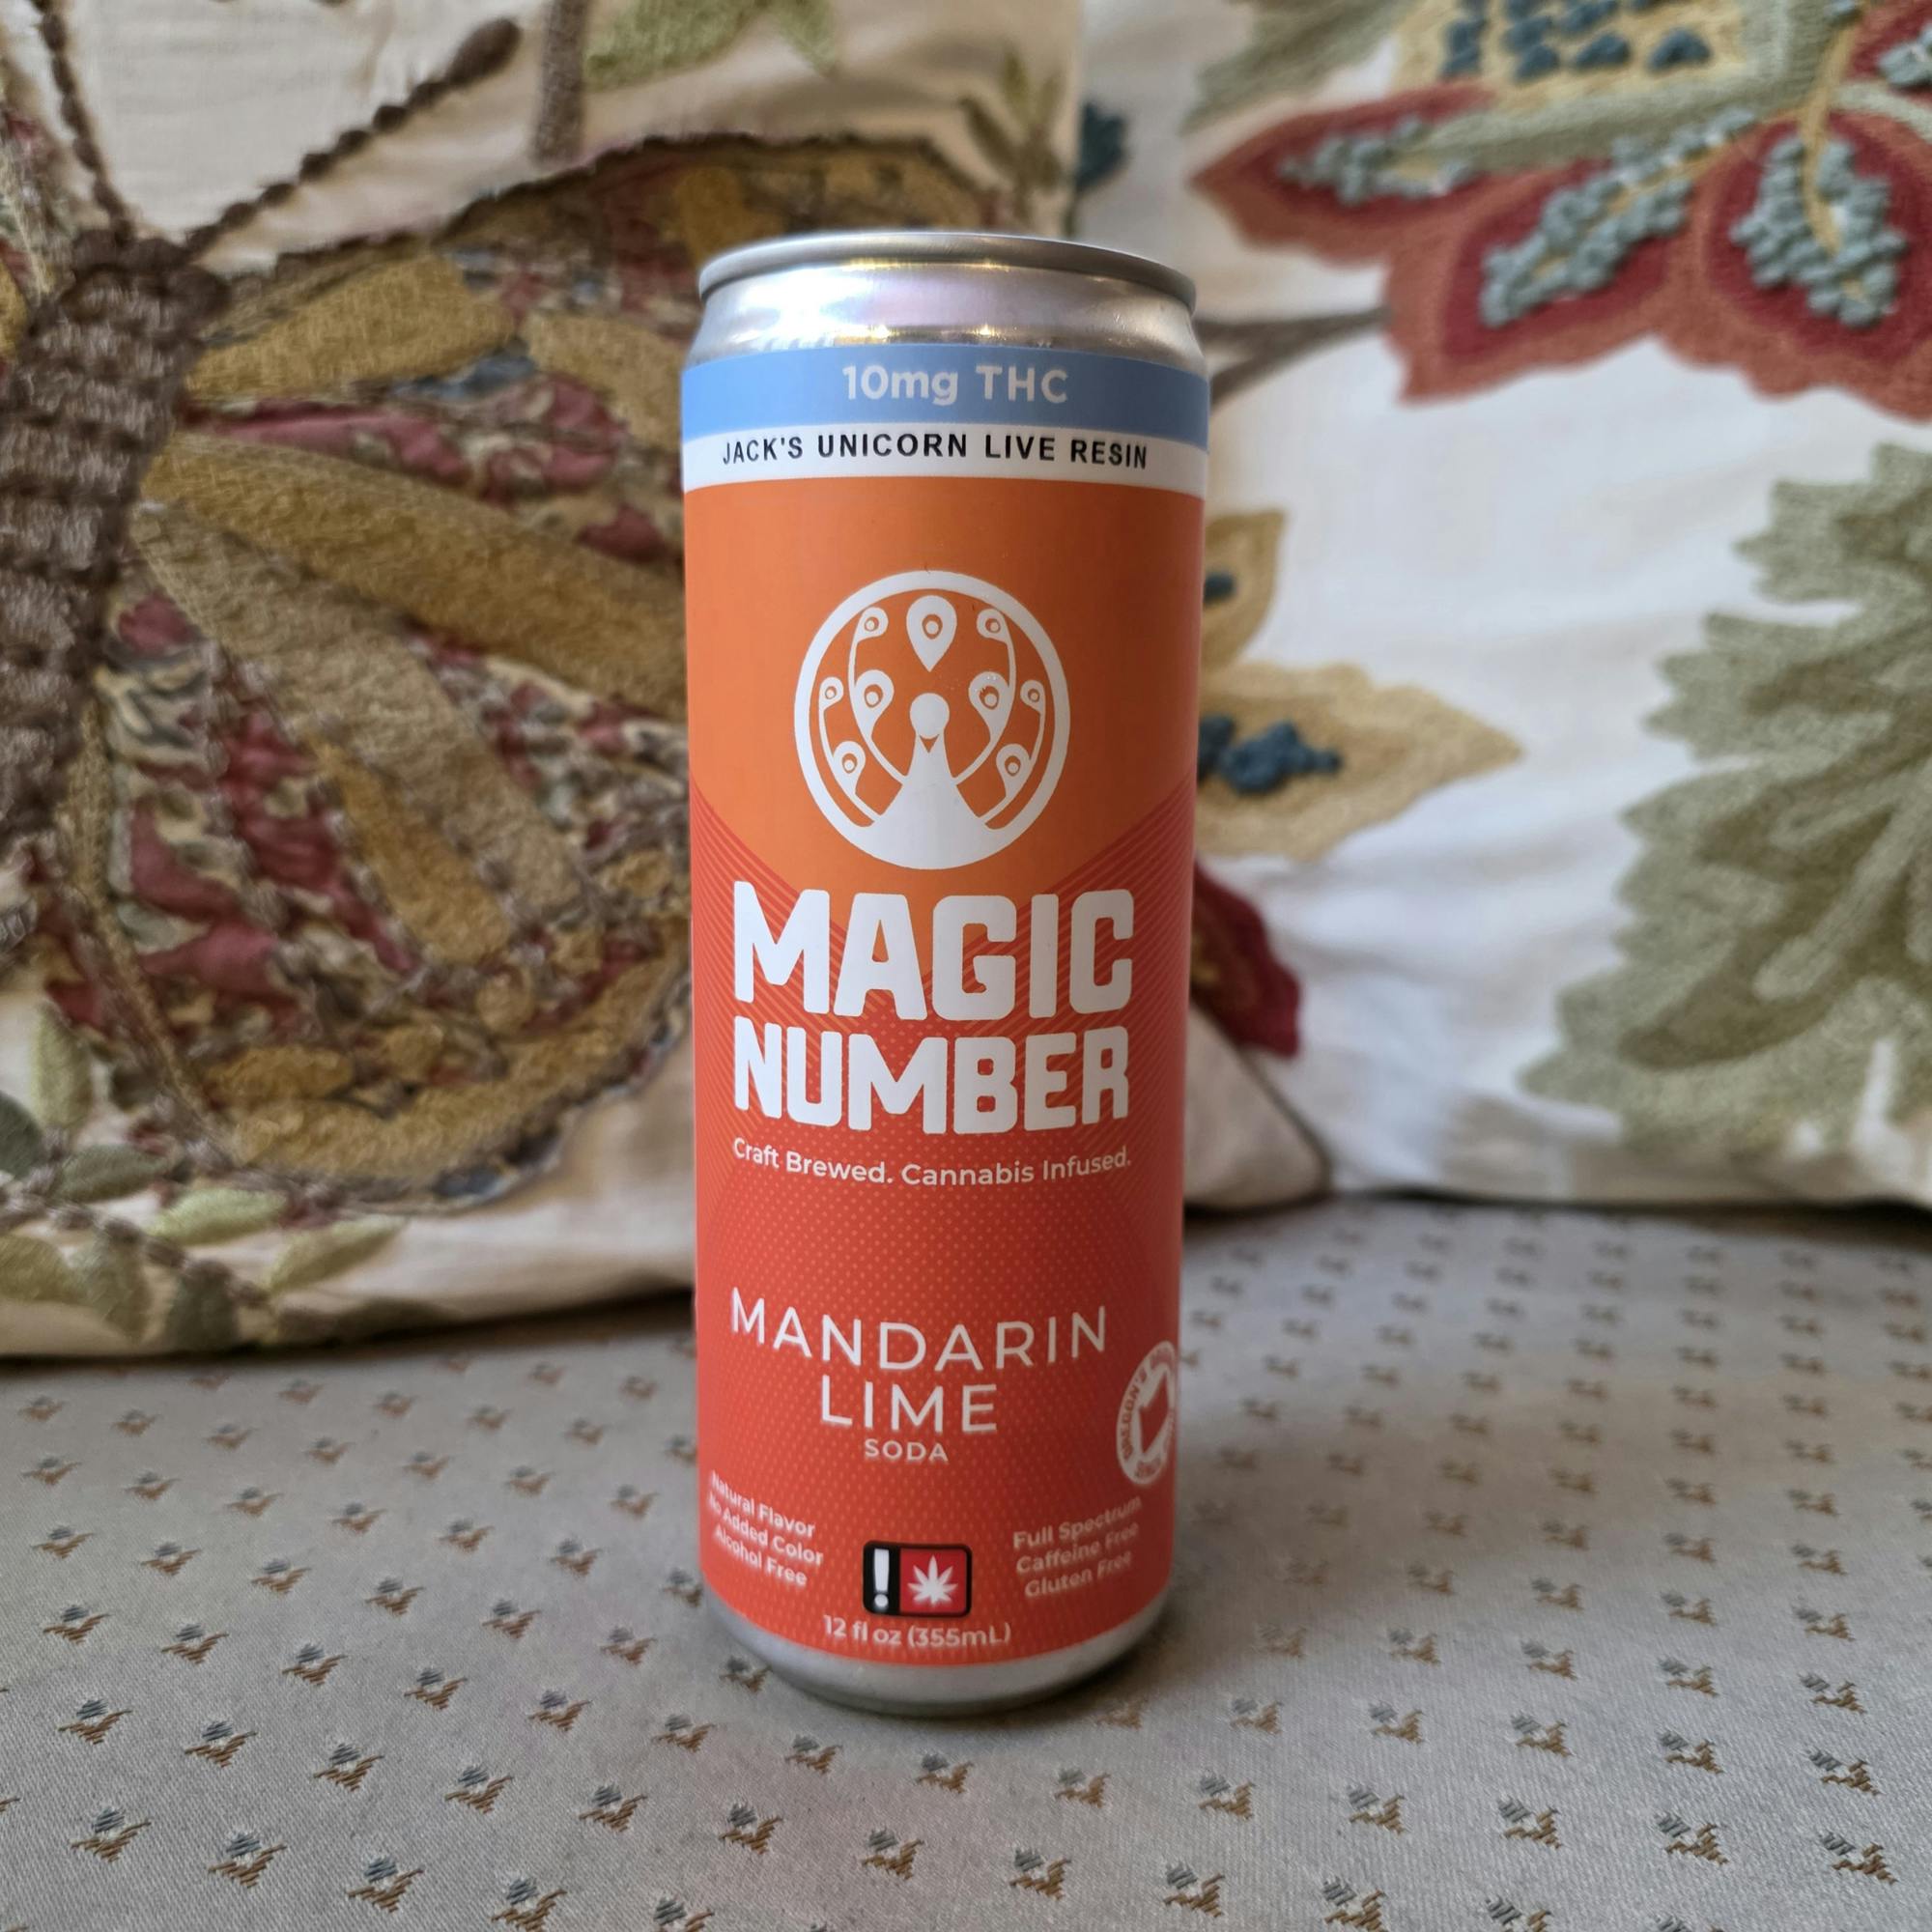 10mg THC
JACK'S UNICORN LIVE RESIN
MAGIC
NUMBER
Craft Brewed. Cannabis Infused.
MANDARIN
LIME
SODA
Natural Flavor
No Added Color
Alcohol Free
Full Spectrum
Caffeine Free
Gluten Free
12 fl oz (355mL)